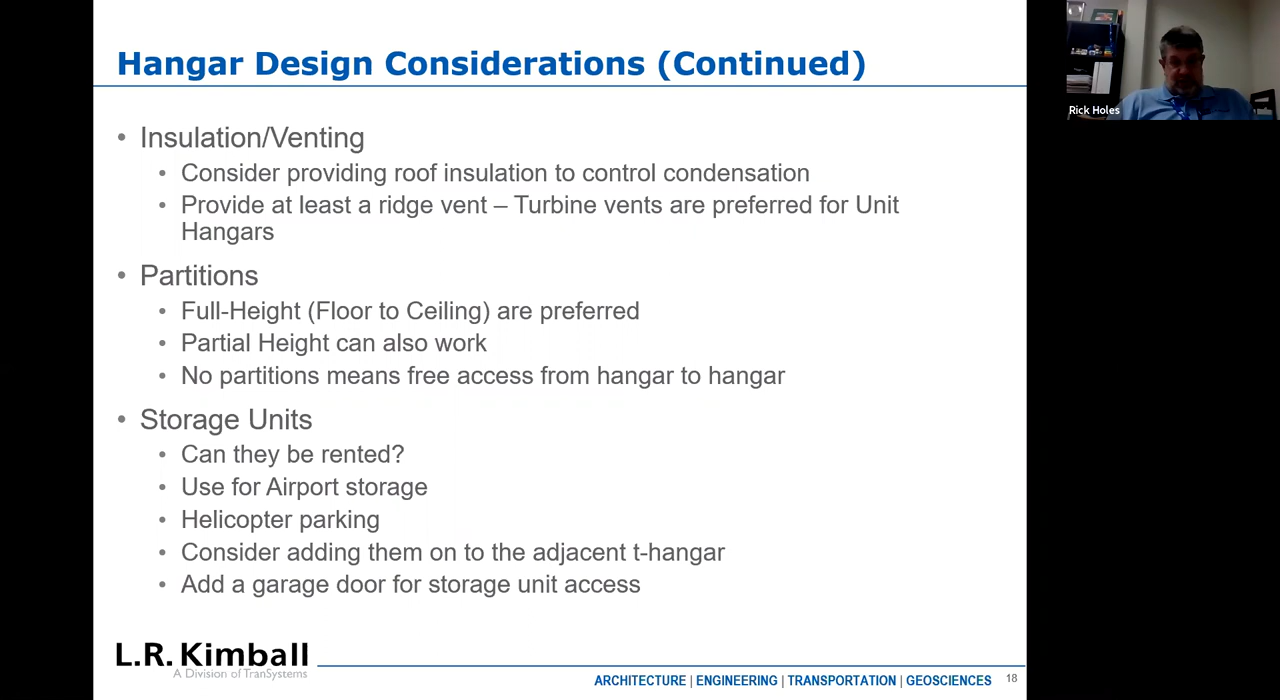 Hangar Design Considerations (Continued)
• Insulation/Venting
• Consider providing roof insulation to control condensation
• Provide at least a ridge vent – Turbine vents are preferred for Unit
Hangars
• Partitions
• Full-Height (Floor to Ceiling) are preferred
• Partial Height can also work
• No partitions means free access from hangar to hangar
• Storage Units
• Can they be rented?
• Use for Airport storage
• Helicopter parking
• Consider adding them on to the adjacent t-hangar
• Add a garage door for storage unit access
L.R. Kimball
A Division of TranSystems
ARCHITECTURE | ENGINEERING | TRANSPORTATION | GEOSCIENCES
18
Rick Holes